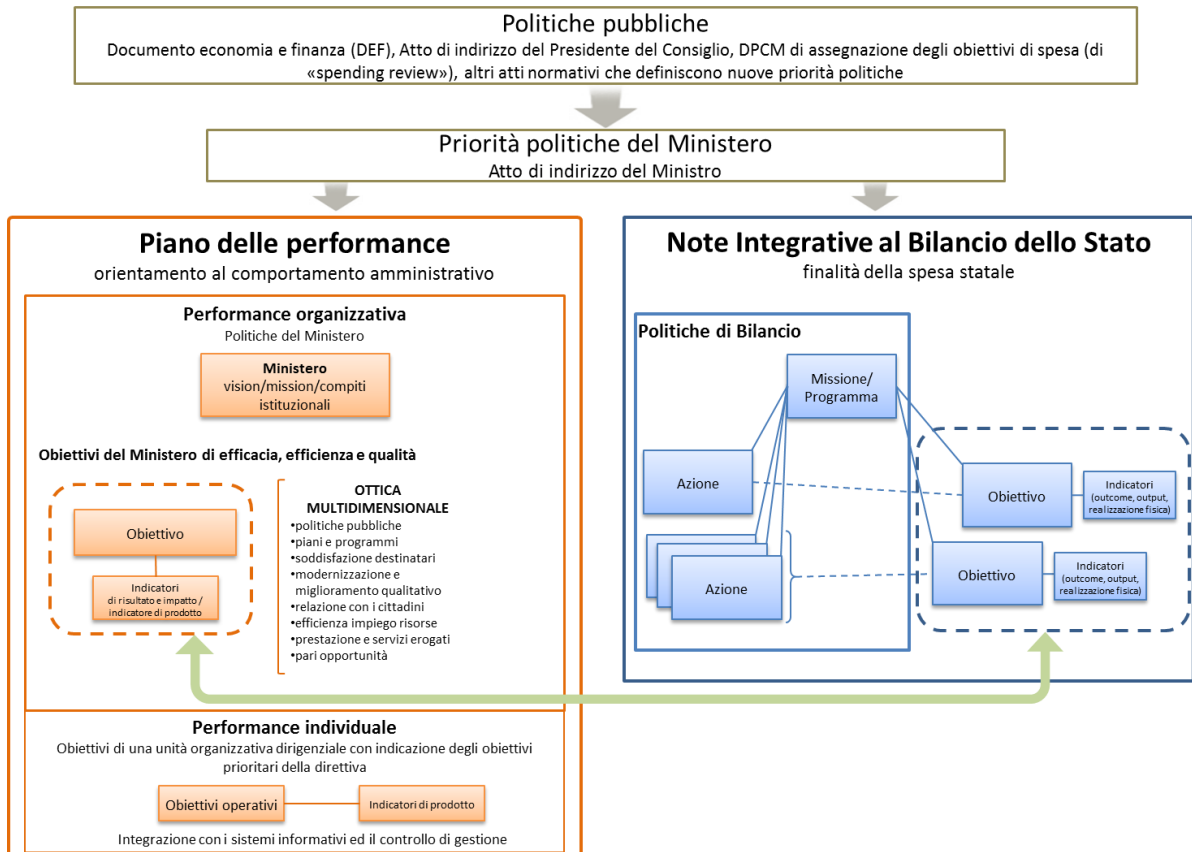 Politiche pubbliche
Documento economia e finanza (DEF), Atto di indirizzo del Presidente del Consiglio, DPCM di assegnazione degli obiettivi di spesa (di
«spending review»), altri atti normativi che definiscono nuove priorità politiche
Priorità politiche del Ministero
Atto di indirizzo del Ministro
Piano delle performance
orientamento al comportamento amministrativo
Performance organizzativa
Politiche del Ministero
Ministero
vision/mission/compiti
istituzionali
Obiettivi del Ministero di efficacia, efficienza e qualità
Obiettivo
Indicatori
di risultato e impatto /
indicatore di prodotto
OTTICA
MULTIDIMENSIONALE
•politiche pubbliche
•piani e programmi
•soddisfazione destinatari
•modernizzazione e
miglioramento qualitativo
•relazione con i cittadini
•efficienza impiego risorse
•prestazione e servizi erogati
•pari opportunità
Performance individuale
Obiettivi di una unità organizzativa dirigenziale con indicazione degli obiettivi
prioritari della direttiva
Obiettivi operativi
Indicatori di prodotto
Integrazione con i sistemi informativi ed il controllo di gestione
Note Integrative al Bilancio dello Stato
finalità della spesa statale
Politiche di Bilancio
Missione/
Programma
Azione
Obiettivo
Indicatori
(outcome, output,
realizzazione fisica)
Azione
Obiettivo
Indicatori
(outcome, output,
realizzazione fisica)